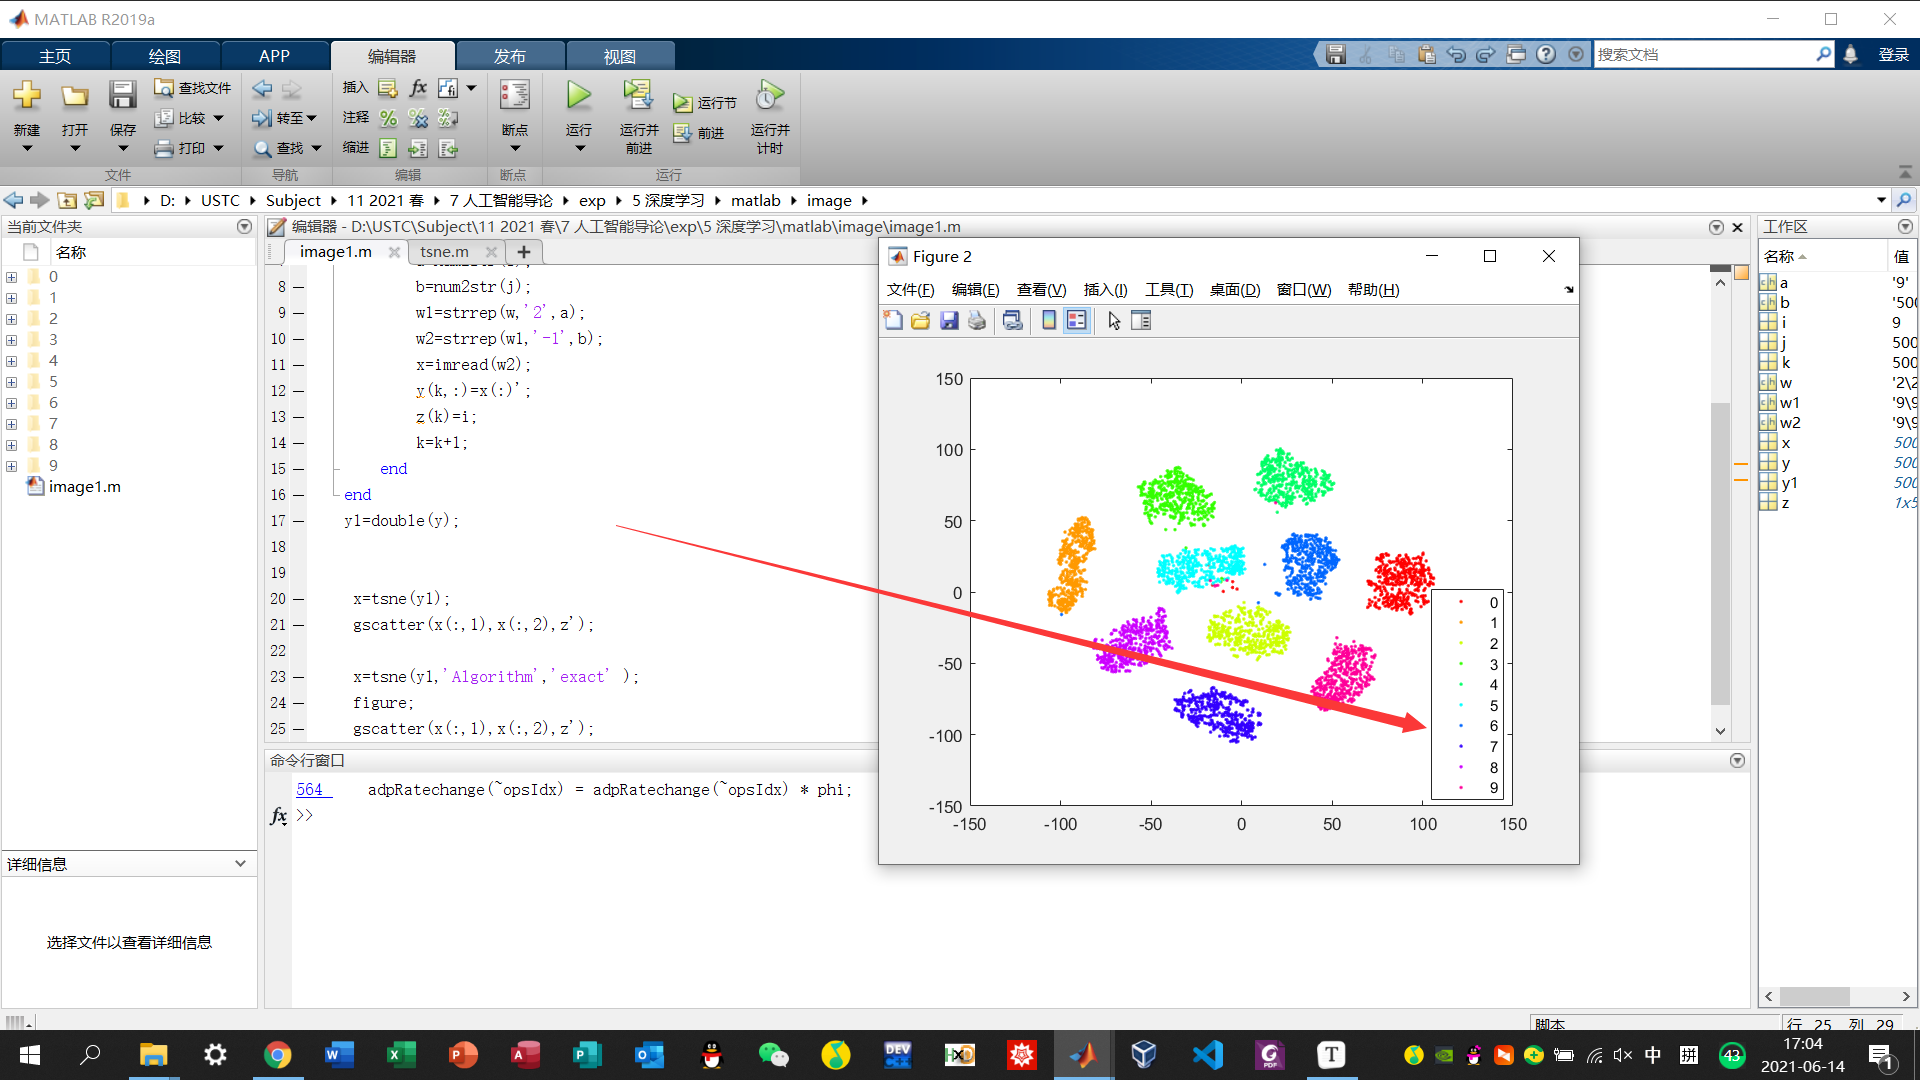 MATLAB R2019a
主页 绘图 APP 编辑器 发布 视图
搜索文档 登录
新建 打开 保存 查找文件 比较 打印
转至 查找
插入 fx fi
注释
缩进
断点 运行 运行并前进 运行节 前进 运行并计时
文件 导航 编辑 断点 运行
D: USTC Subject 11 2021 春 7 人工智能导论 exp 5 深度学习 matlab image
当前文件夹
名称
0
1
2
3
4
5
6
7
8
9
image1.m
详细信息
选择文件以查看详细信息
编辑器 - D:\USTC\Subject\11 2021 春\7 人工智能导论\exp\5 深度学习\matlab\image\image1.m
image1.m tsne.m
8 b=num2str(j);
9 w1=strrep(w,'2',a);
10 w2=strrep(w1,'-1',b);
11 x=imread(w2);
12 y(k,:)=x(:)';
13 z(k)=i;
14 k=k+1;
15 end
16 end
17 y1=double(y);
18
19
20 x=tsne(y1);
21 gscatter(x(:,1),x(:,2),z');
22
23 x=tsne(y1,'Algorithm','exact' );
24 figure;
25 gscatter(x(:,1),x(:,2),z');
命令行窗口
564 adpRatechange(~opsIdx) = adpRatechange(~opsIdx) * phi;
fx >>
Figure 2
文件(F) 编辑(E) 查看(V) 插入(I) 工具(T) 桌面(D) 窗口(W) 帮助(H)
150
100
50
0
-50
-100
-150
-150 -100 -50 0 50 100 150
0
1
2
3
4
5
6
7
8
9
工作区
名称 值
a '9'
b '500
i 9
j 500
k 500
w '2\2
w1 '9\9
w2 '9\9
x 500
y 500
y1 500
z 1x5
脚本 行 25 列 29
DEV
HXD
PDF
T
中 拼 43
17:04
2021-06-14
1